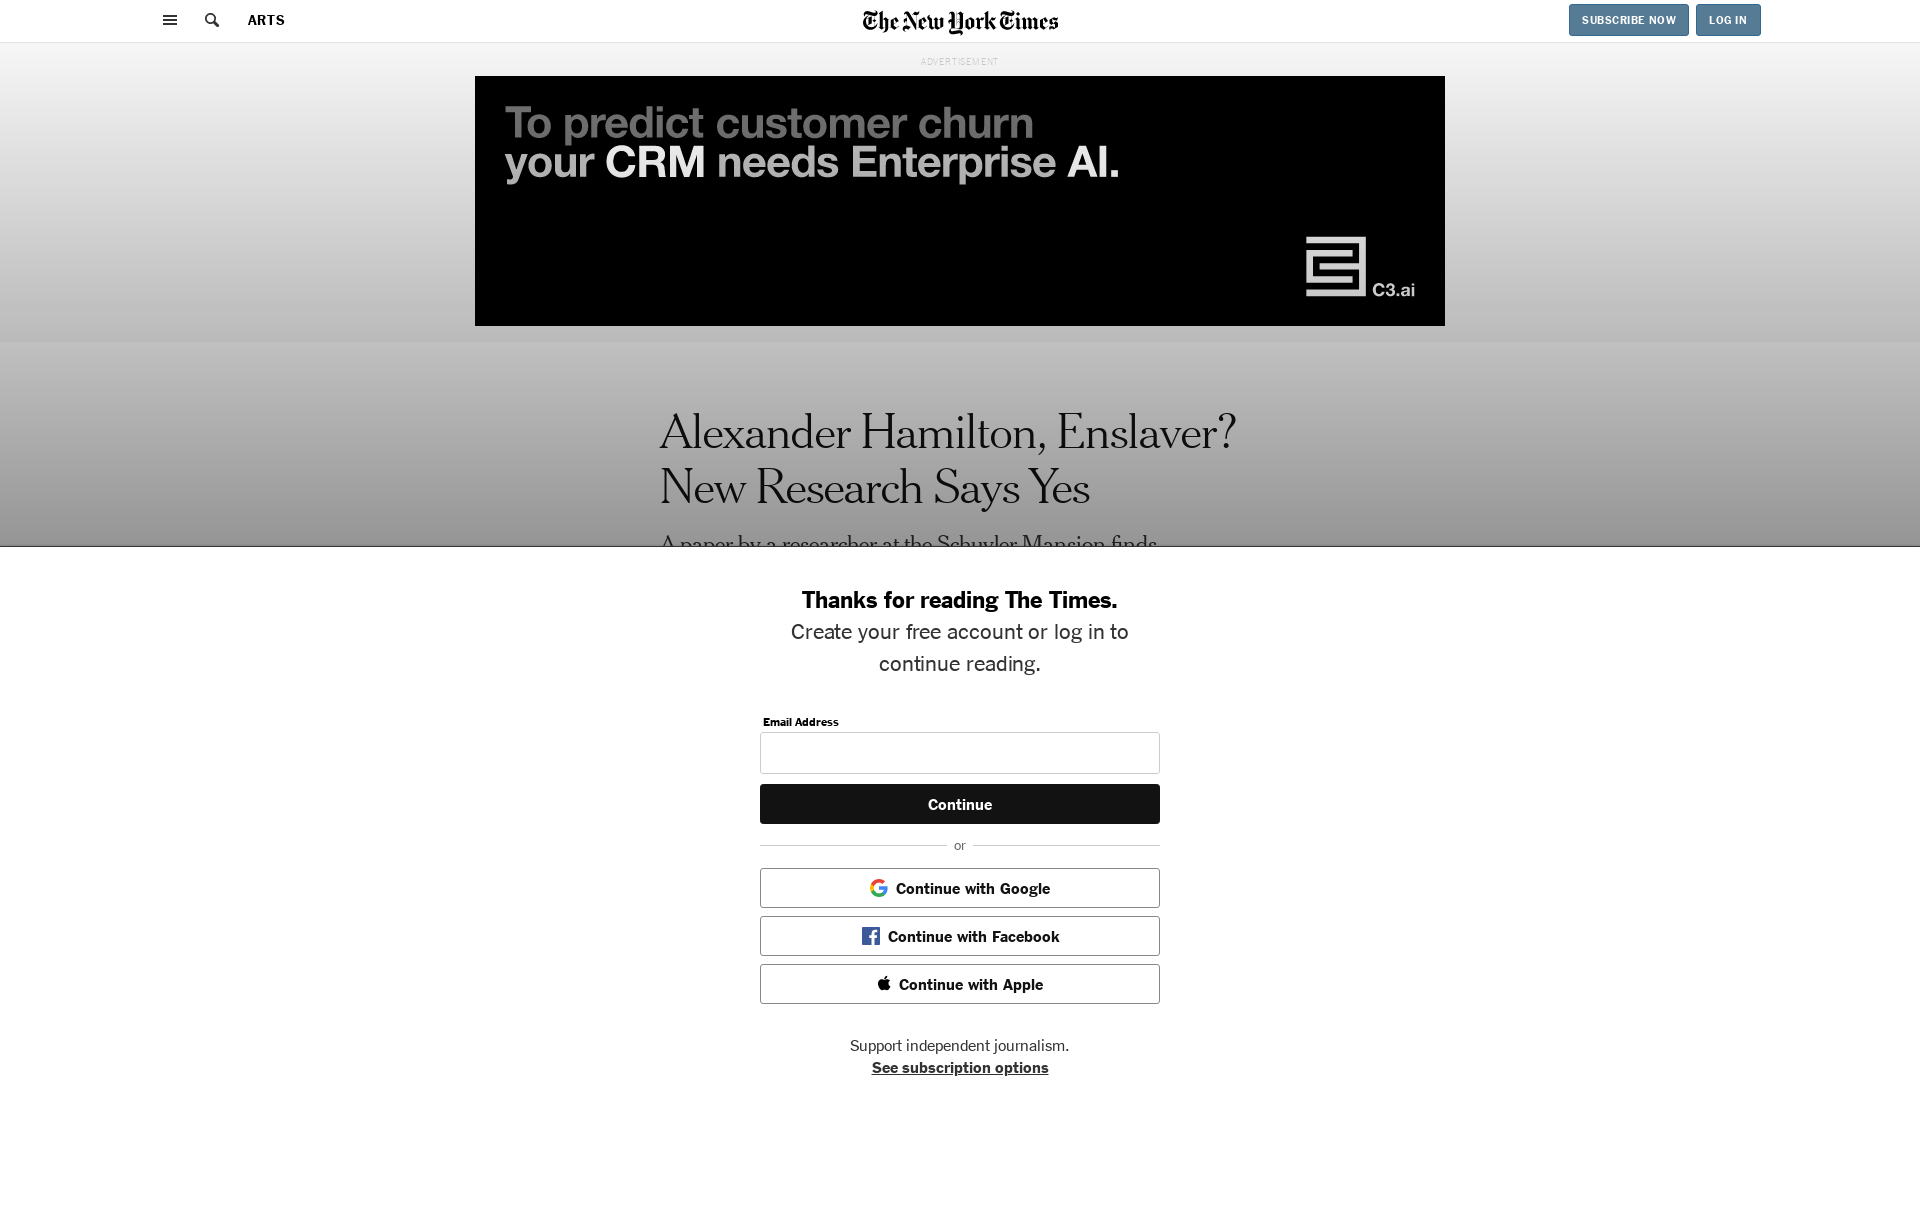 ARTS
The New York Times
SUBSCRIBE NOW
LOG IN
ADVERTISEMENT
To predict customer churn
your CRM needs Enterprise AI.
C3.ai
Alexander Hamilton, Enslaver?
New Research Says Yes
A paper by a researcher at the Schuyler Mansion finds
Thanks for reading The Times.
Create your free account or log in to
continue reading.
Email Address
Continue
or
Continue with Google
Continue with Facebook
Continue with Apple
Support independent journalism.
See subscription options